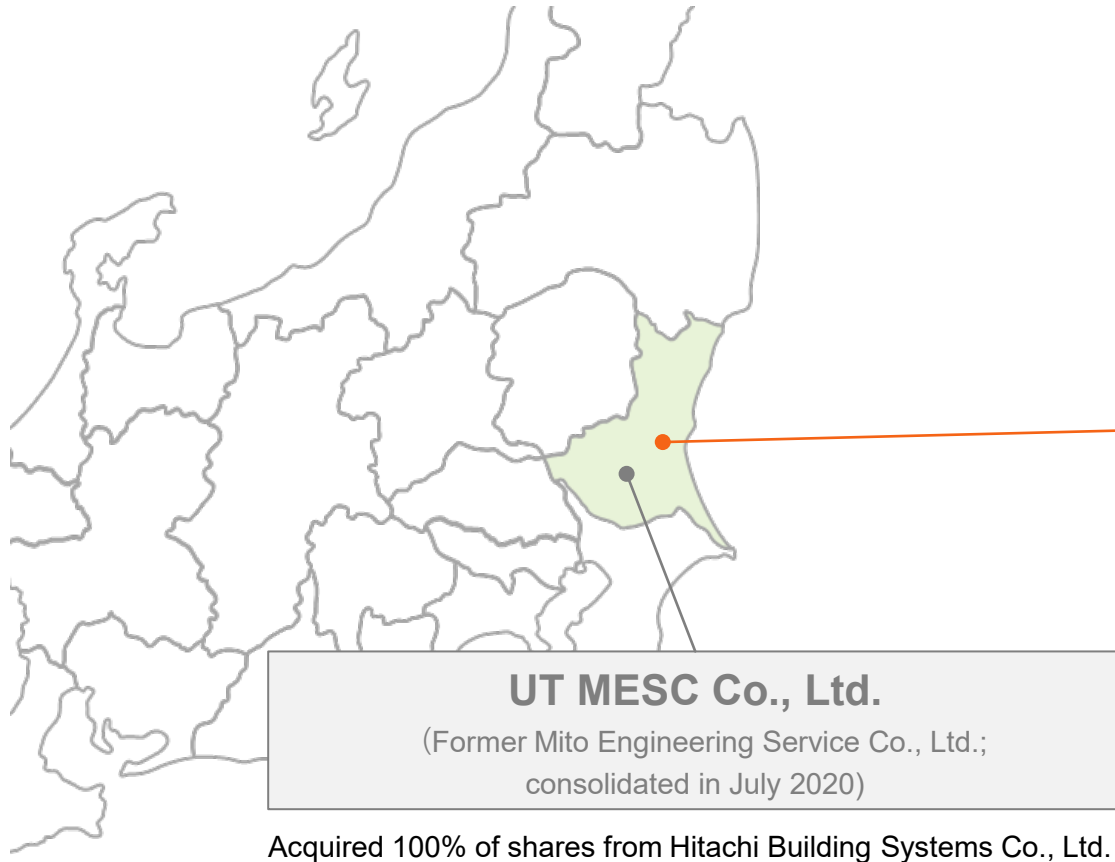 UT MESC Co., Ltd.
（Former Mito Engineering Service Co., Ltd.;
consolidated in July 2020)
Acquired 100% of shares from Hitachi Building Systems Co., Ltd.